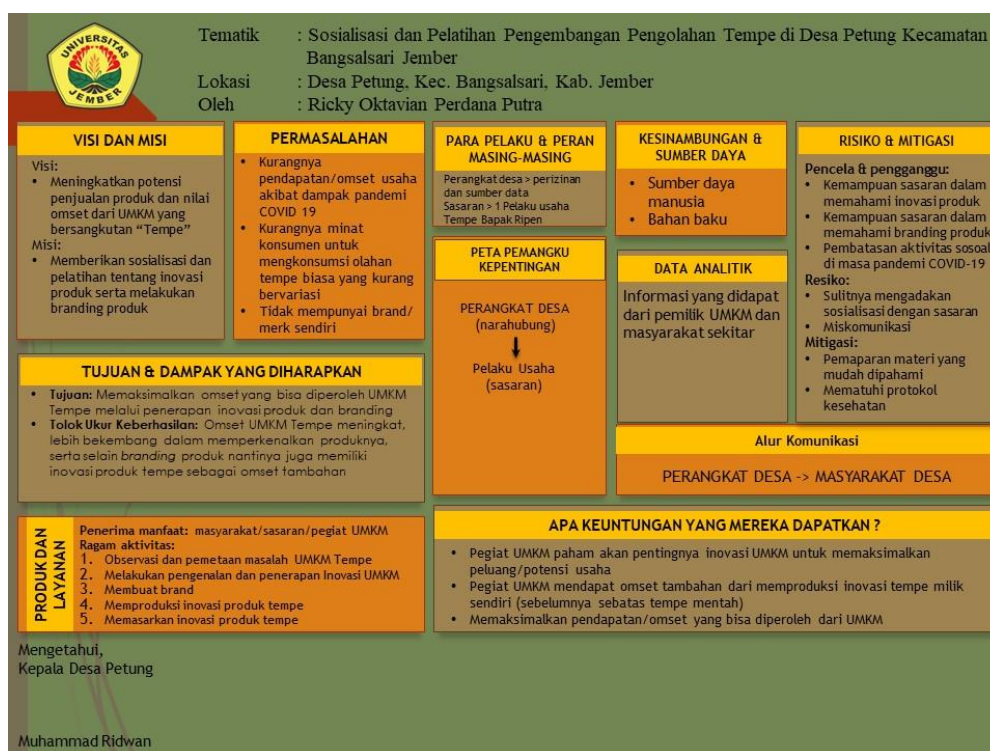 UNIVERSITAS
JEMBER
Tematik : Sosialisasi dan Pelatihan Pengembangan Pengolahan Tempe di Desa Petung Kecamatan
Bangsalsari Jember
Lokasi : Desa Petung, Kec. Bangsalsari, Kab. Jember
Oleh : Ricky Oktavian Perdana Putra
VISI DAN MISI
Visi:
• Meningkatkan potensi
penjualan produk dan nilai
omset dari UMKM yang
bersangkutan “Tempe”
Misi:
• Memberikan sosialisasi dan
pelatihan tentang inovasi
produk serta melakukan
branding produk
PERMASALAHAN
• Kurangnya
pendapatan/omset usaha
akibat dampak pandemi
COVID 19
• Kurangnya minat
konsumen untuk
mengkonsumsi olahan
tempe biasa yang kurang
bervariasi
• Tidak mempunyai brand/
merk sendiri
PARA PELAKU & PERAN
MASING-MASING
Perangkat desa > perizinan
dan sumber data
Sasaran > 1 Pelaku usaha
Tempe Bapak Ripen
KESINAMBUNGAN &
SUMBER DAYA
• Sumber daya
manusia
• Bahan baku
RISIKO & MITIGASI
Pencela & pengganggu:
• Kemampuan sasaran dalam
memahami inovasi produk
• Kemampuan sasaran dalam
memahami branding produk
• Pembatasan aktivitas sosoal
di masa pandemi COVID-19
Resiko:
• Sulitnya mengadakan
sosialisasi dengan sasaran
• Miskomunikasi
Mitigasi:
• Pemaparan materi yang
mudah dipahami
• Mematuhi protokol
kesehatan
PETA PEMANGKU
KEPENTINGAN
PERANGKAT DESA
(narahubung)
Pelaku Usaha
(sasaran)
DATA ANALITIK
Informasi yang didapat
dari pemilik UMKM dan
masyarakat sekitar
TUJUAN & DAMPAK YANG DIHARAPKAN
• Tujuan: Memaksimalkan omset yang bisa diperoleh UMKM
Tempe melalui penerapan inovasi produk dan branding
• Tolok Ukur Keberhasilan: Omset UMKM Tempe meningkat,
lebih bekembang dalam memperkenalkan produknya,
serta selain branding produk nantinya juga memiliki
inovasi produk tempe sebagai omset tambahan
Alur Komunikasi
PERANGKAT DESA -> MASYARAKAT DESA
PRODUK DAN
LAYANAN
Penerima manfaat: masyarakat/sasaran/pegiat UMKM
Ragam aktivitas:
1. Observasi dan pemetaan masalah UMKM Tempe
2. Melakukan pengenalan dan penerapan Inovasi UMKM
3. Membuat brand
4. Memproduksi inovasi produk tempe
5. Memasarkan inovasi produk tempe
APA KEUNTUNGAN YANG MEREKA DAPATKAN ?
• Pegiat UMKM paham akan pentingnya inovasi UMKM untuk memaksimalkan
peluang/potensi usaha
• Pegiat UMKM mendapat omset tambahan dari memproduksi inovasi tempe milik
sendiri (sebelumnya sebatas tempe mentah)
• Memaksimalkan pendapatan/omset yang bisa diperoleh dari UMKM
Mengetahui,
Kepala Desa Petung
Muhammad Ridwan